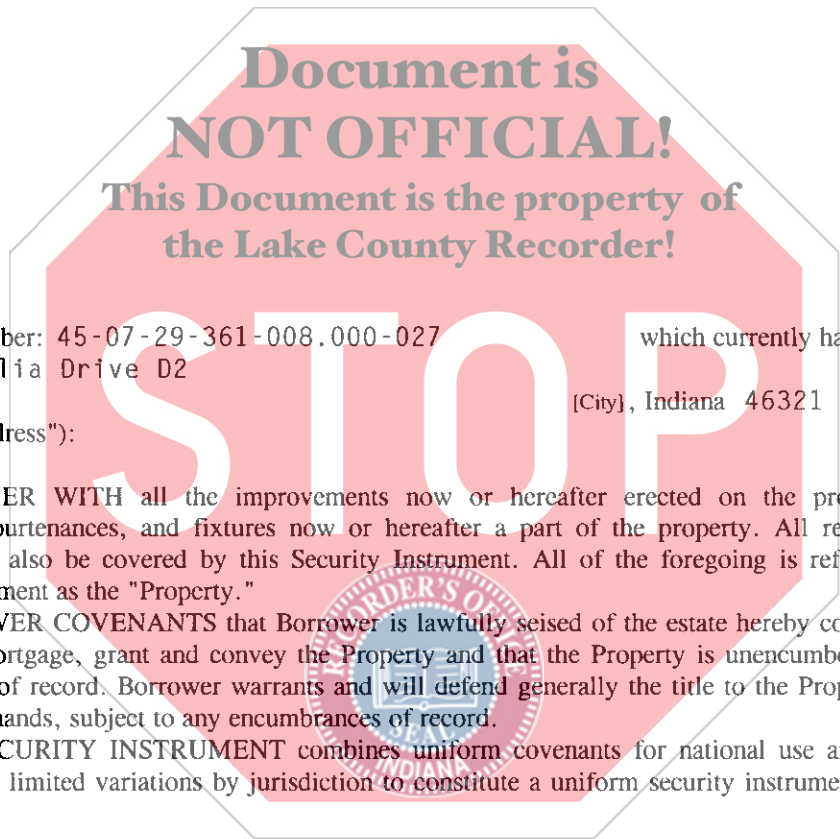 Document is
NOT OFFICIAL!
This Document is the property of
the Lake County Recorder!
STOP
ber: 45-07-29-361-008.000-027 which currently ha
lia Drive D2
[City], Indiana 46321
dress"):
ER WITH all the improvements now or hereafter erected on the pre
ourtenances, and fixtures now or hereafter a part of the property. All re
also be covered by this Security Instrument. All of the foregoing is ref
ment as the "Property."
VER COVENANTS that Borrower is lawfully seised of the estate hereby co
ortgage, grant and convey the Property and that the Property is unencumbe
of record. Borrower warrants and will defend generally the title to the Prop
nands, subject to any encumbrances of record.
CURITY INSTRUMENT combines uniform covenants for national use a
limited variations by jurisdiction to constitute a uniform security instrume
RECORDER'S OFFICE
SEAL
INDIANA